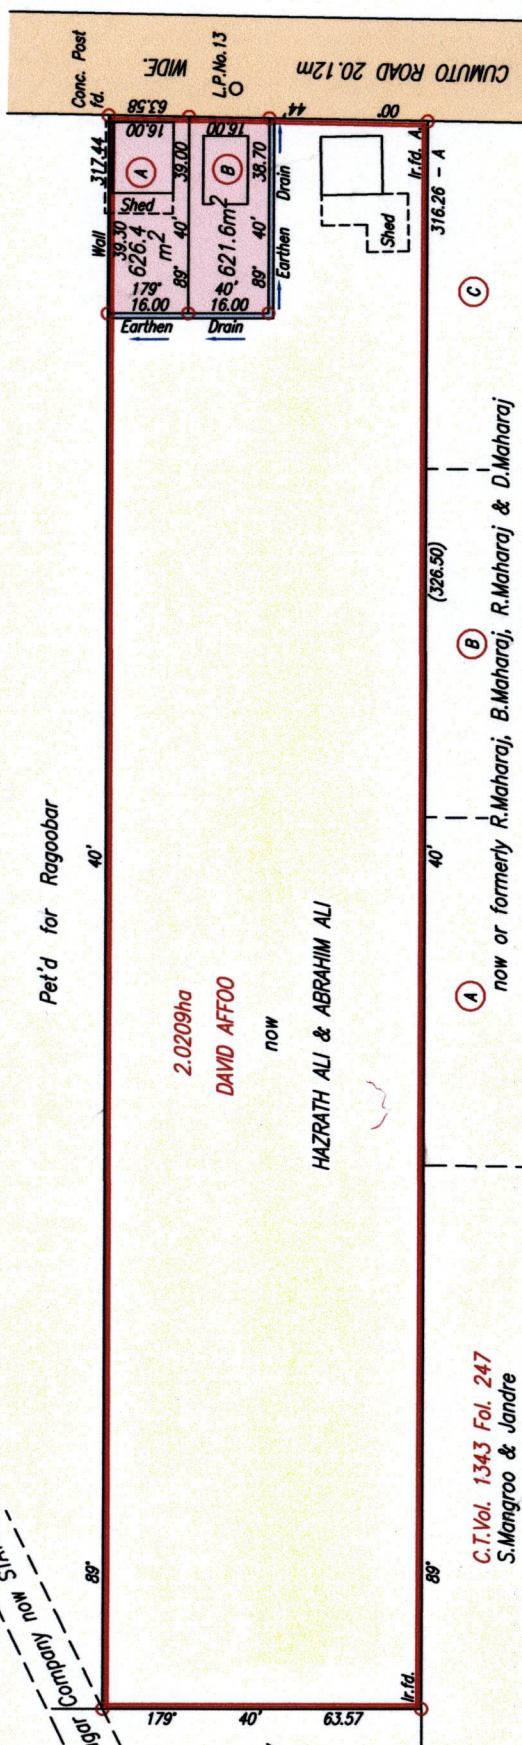 CUMUTO ROAD 20.12m WIDE.
Conc. Post
fd.
L.P.No.13
63.58
44'
00"
317.44
16.00
16.00
A
B
Shed
Wall
39.30
626.4
m2
39.00
40'
89°
621.6m2
38.70
40'
89°
Drain
Earthen
179°
16.00
40'
16.00
Earthen Drain
Shed
Ir.fd. A.
316.26 - A
C
(326.50)
B
now or formerly R.Maharaj, B.Maharaj, R.Maharaj & D.Maharaj
A
Pet'd for Ragoobar
40'
40'
2.0209ha
DAVID AFFOO
now
HAZRATH ALI & ABRAHIM ALI
C.T.Vol. 1343 Fol. 247
S.Mangroo & Jandre
89°
89°
Ir.fd.
Company now
179° 40' 63.57